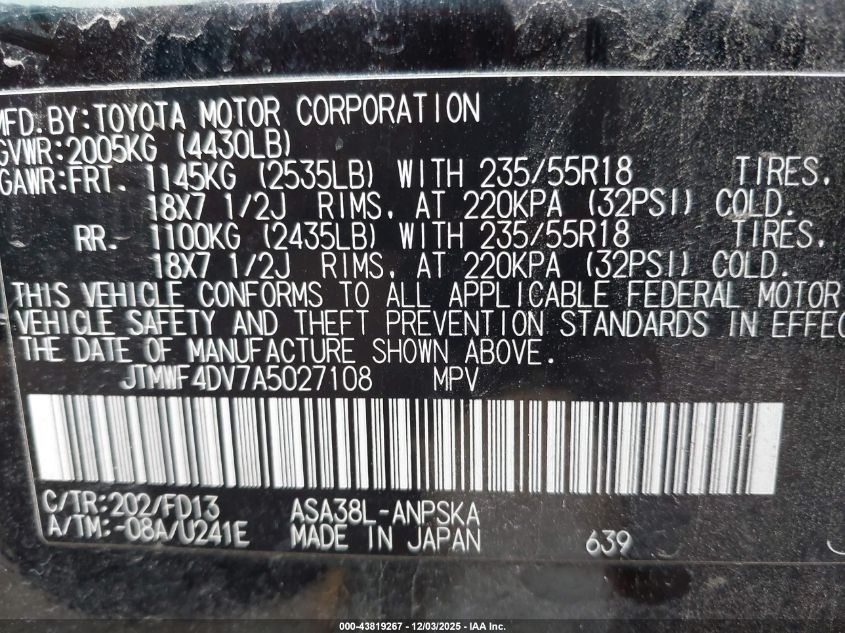 MFD.BY:TOYOTA MOTOR CORPORATION
GVWR:2005KG (4430LB)
GAWR:FRT. 1145KG (2535LB) WITH 235/55R18 TIRES.
18X7 1/2J RIMS, AT 220KPA (32PSI) COLD.
RR. 1100KG (2435LB) WITH 235/55R18 TIRES.
18X7 1/2J RIMS, AT 220KPA (32PSI) COLD.
THIS VEHICLE CONFORMS TO ALL APPLICABLE FEDERAL MOTOR
VEHICLE SAFETY AND THEFT PREVENTION STANDARDS IN EFFEC
THE DATE OF MANUFACTURE SHOWN ABOVE.
JTMWF4DV7A5027108 MPV
C/TR:202/FD13 ASA38L-ANPSKA
A/TM:-08A/U241E MADE IN JAPAN 639
000-43819267 - 12/03/2025 - IAA Inc.